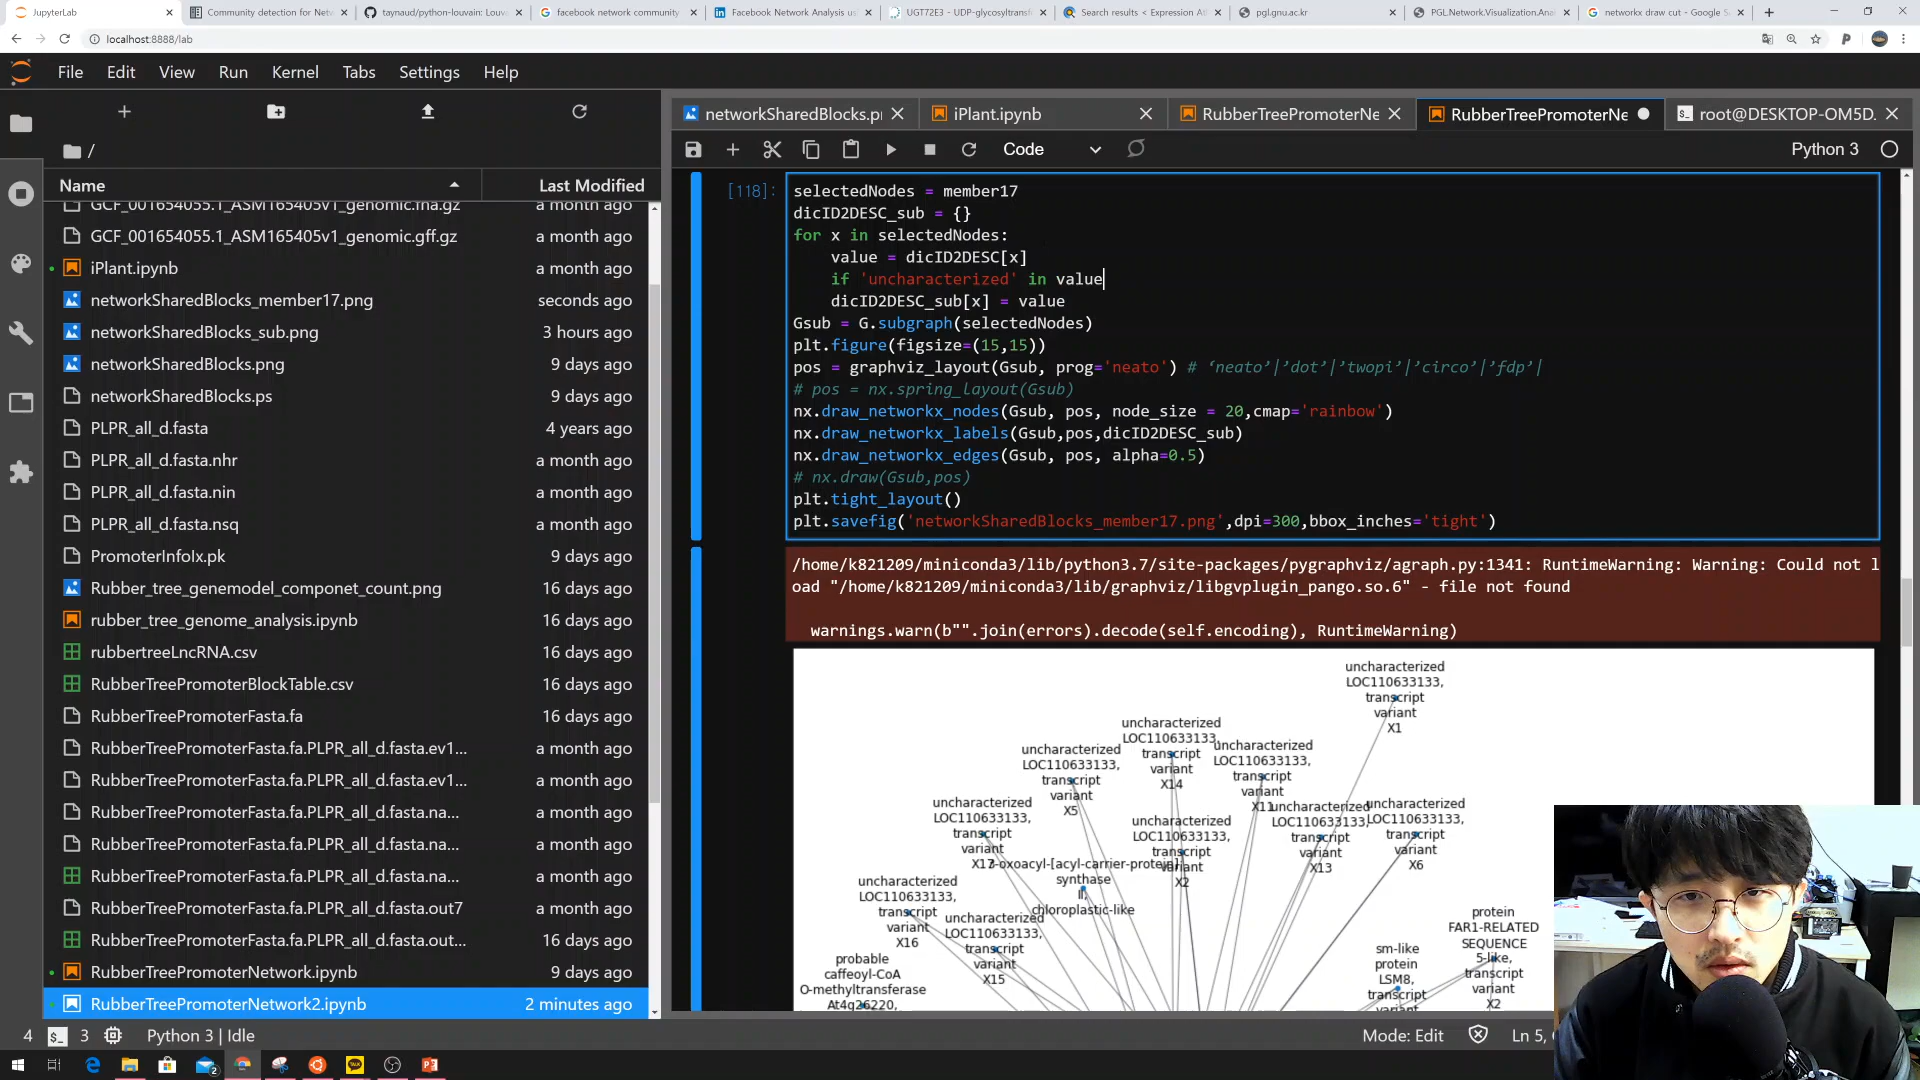 JupyterLab
Community detection for Netw
taynaud/python-louvain: Louva
facebook network community
Facebook Network Analysis us
UGT72E3 - UDP-glycosyltransf
Search results < Expression Atl
pgl.gnu.ac.kr
PGL.Network.Visualization.Ana
networkx draw cut - Google S
localhost:8888/lab
File Edit View Run Kernel Tabs Settings Help
networkSharedBlocks.pr
iPlant.ipynb
RubberTreePromoterNe
RubberTreePromoterNe
root@DESKTOP-OM5D.
/
Code
Python 3
Name
Last Modified
GCF_001654055.1_ASM165405v1_genomic.fna.gz a month ago
GCF_001654055.1_ASM165405v1_genomic.gff.gz a month ago
iPlant.ipynb a month ago
networkSharedBlocks_member17.png seconds ago
networkSharedBlocks_sub.png 3 hours ago
networkSharedBlocks.png 9 days ago
networkSharedBlocks.ps 9 days ago
PLPR_all_d.fasta 4 years ago
PLPR_all_d.fasta.nhr a month ago
PLPR_all_d.fasta.nin a month ago
PLPR_all_d.fasta.nsq a month ago
PromoterInfoIx.pk 9 days ago
Rubber_tree_genemodel_componet_count.png 16 days ago
rubber_tree_genome_analysis.ipynb 16 days ago
rubbertreeLncRNA.csv 16 days ago
RubberTreePromoterBlockTable.csv 16 days ago
RubberTreePromoterFasta.fa 16 days ago
RubberTreePromoterFasta.fa.PLPR_all_d.fasta.ev1... a month ago
RubberTreePromoterFasta.fa.PLPR_all_d.fasta.ev1... a month ago
RubberTreePromoterFasta.fa.PLPR_all_d.fasta.na... a month ago
RubberTreePromoterFasta.fa.PLPR_all_d.fasta.na... a month ago
RubberTreePromoterFasta.fa.PLPR_all_d.fasta.na... a month ago
RubberTreePromoterFasta.fa.PLPR_all_d.fasta.out7 a month ago
RubberTreePromoterFasta.fa.PLPR_all_d.fasta.out... 16 days ago
RubberTreePromoterNetwork.ipynb 9 days ago
RubberTreePromoterNetwork2.ipynb 2 minutes ago
[118]:
selectedNodes = member17
dicID2DESC_sub = {}
for x in selectedNodes:
value = dicID2DESC[x]
if 'uncharacterized' in value
dicID2DESC_sub[x] = value
Gsub = G.subgraph(selectedNodes)
plt.figure(figsize=(15,15))
pos = graphviz_layout(Gsub, prog='neato') # ‘neato’|’dot’|’twopi’|’circo’|’fdp’|
# pos = nx.spring_layout(Gsub)
nx.draw_networkx_nodes(Gsub, pos, node_size = 20,cmap='rainbow')
nx.draw_networkx_labels(Gsub,pos,dicID2DESC_sub)
nx.draw_networkx_edges(Gsub, pos, alpha=0.5)
# nx.draw(Gsub,pos)
plt.tight_layout()
plt.savefig('networkSharedBlocks_member17.png',dpi=300,bbox_inches='tight')
/home/k821209/miniconda3/lib/python3.7/site-packages/pygraphviz/agraph.py:1341: RuntimeWarning: Warning: Could not l
oad "/home/k821209/miniconda3/lib/graphviz/libgvplugin_pango.so.6" - file not found
warnings.warn(b"".join(errors).decode(self.encoding), RuntimeWarning)
uncharacterized
LOC110633133,
transcript
variant
X1
uncharacterized
LOC110633133,
transcript
variant
X14
uncharacterized
LOC110633133,
transcript
variant
X5
uncharacterized
LOC110633133,
transcript
variant
X11
uncharacterized
LOC110633133,
transcript
variant
X17
uncharacterized
LOC110633133,
transcript
variant
X2
uncharacterized
LOC110633133,
transcript
variant
X13
uncharacterized
LOC110633133,
transcript
variant
X6
3-oxoacyl-[acyl-carrier-protein]
synthase
II,
chloroplastic-like
uncharacterized
LOC110633133,
transcript
variant
X16
uncharacterized
LOC110633133,
transcript
variant
X15
probable
caffeoyl-CoA
O-methyltransferase
At4g26220,
sm-like
protein
LSM8,
transcript
variant
protein
FAR1-RELATED
SEQUENCE
5-like,
transcript
variant
X2
4
3
Python 3 | Idle
Mode: Edit
Ln 5,
2